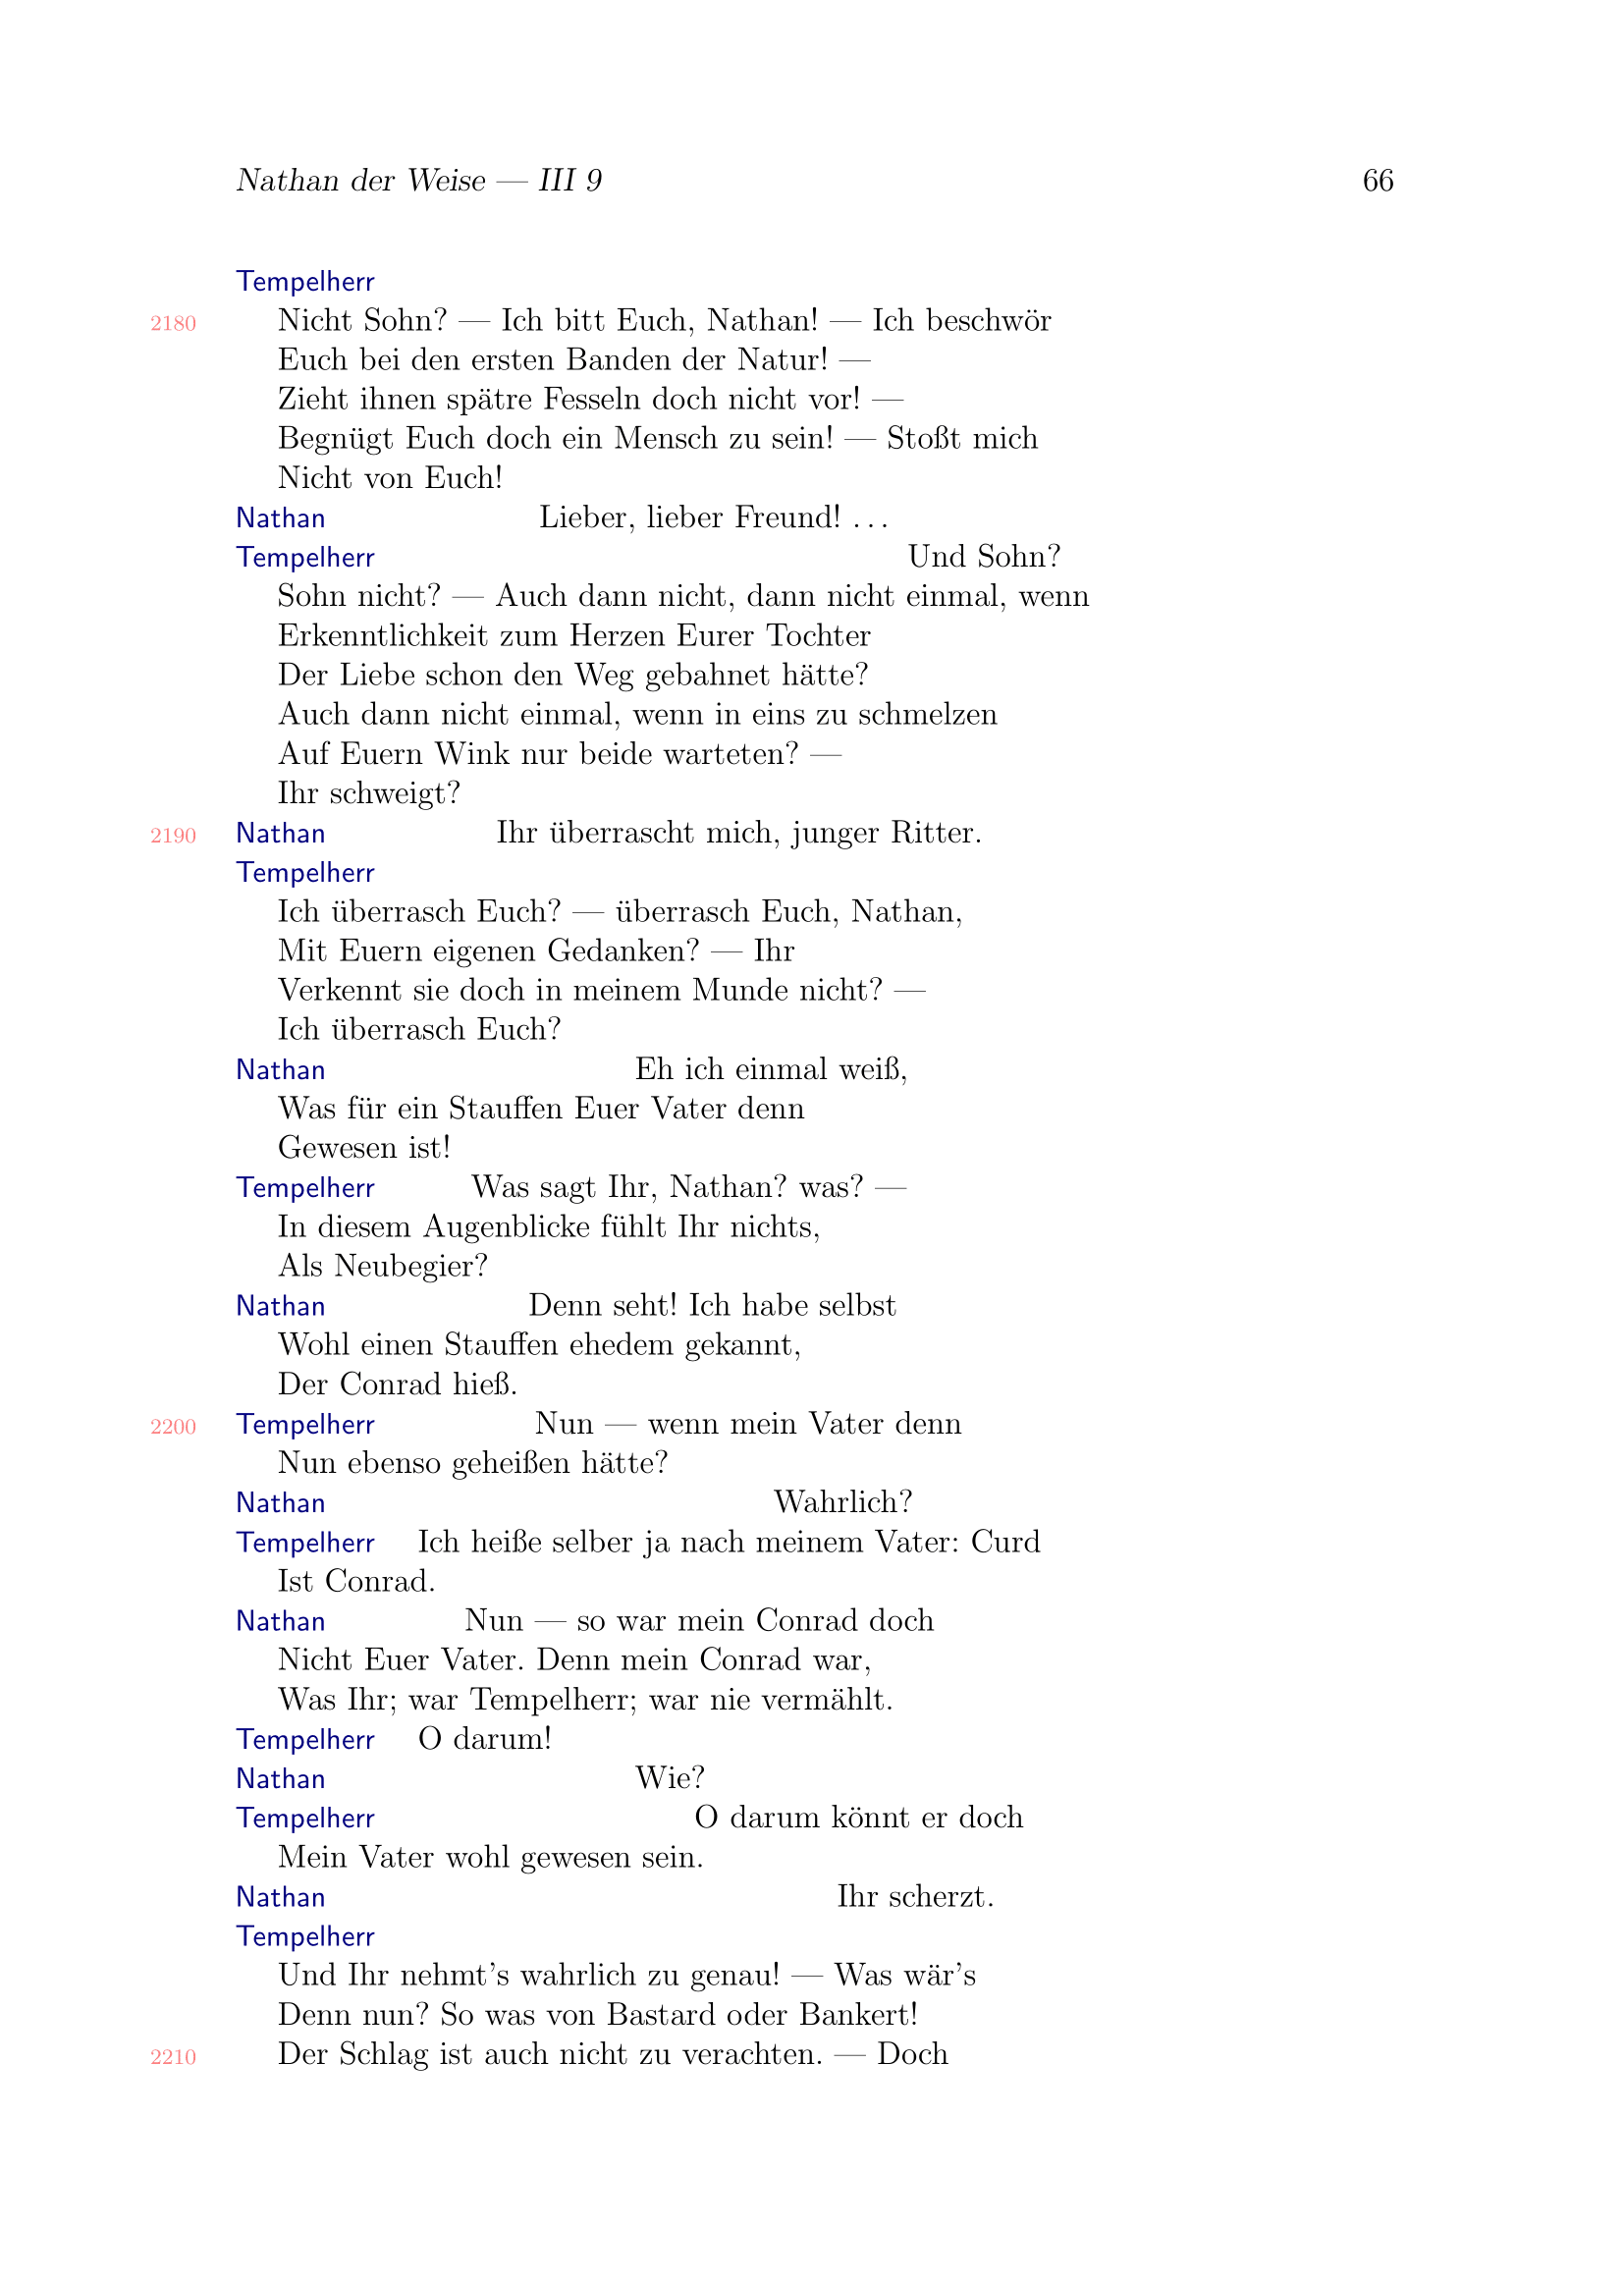 Nathan der Weise — III 9 66
Tempelherr
2180 Nicht Sohn? — Ich bitt Euch, Nathan! — Ich beschwör
Euch bei den ersten Banden der Natur! —
Zieht ihnen spätre Fesseln doch nicht vor! —
Begnügt Euch doch ein Mensch zu sein! — Stoßt mich
Nicht von Euch!
Nathan Lieber, lieber Freund! …
Tempelherr Und Sohn?
Sohn nicht? — Auch dann nicht, dann nicht einmal, wenn
Erkenntlichkeit zum Herzen Eurer Tochter
Der Liebe schon den Weg gebahnet hätte?
Auch dann nicht einmal, wenn in eins zu schmelzen
Auf Euern Wink nur beide warteten? —
Ihr schweigt?
2190 Nathan Ihr überrascht mich, junger Ritter.
Tempelherr
Ich überrasch Euch? — überrasch Euch, Nathan,
Mit Euern eigenen Gedanken? — Ihr
Verkennt sie doch in meinem Munde nicht? —
Ich überrasch Euch?
Nathan Eh ich einmal weiß,
Was für ein Stauffen Euer Vater denn
Gewesen ist!
Tempelherr Was sagt Ihr, Nathan? was? —
In diesem Augenblicke fühlt Ihr nichts,
Als Neubegier?
Nathan Denn seht! Ich habe selbst
Wohl einen Stauffen ehedem gekannt,
Der Conrad hieß.
2200 Tempelherr Nun — wenn mein Vater denn
Nun ebenso geheißen hätte?
Nathan Wahrlich?
Tempelherr Ich heiße selber ja nach meinem Vater: Curd
Ist Conrad.
Nathan Nun — so war mein Conrad doch
Nicht Euer Vater. Denn mein Conrad war,
Was Ihr; war Tempelherr; war nie vermählt.
Tempelherr O darum!
Nathan Wie?
Tempelherr O darum könnt er doch
Mein Vater wohl gewesen sein.
Nathan Ihr scherzt.
Tempelherr
Und Ihr nehmt's wahrlich zu genau! — Was wär's
Denn nun? So was von Bastard oder Bankert!
2210 Der Schlag ist auch nicht zu verachten. — Doch